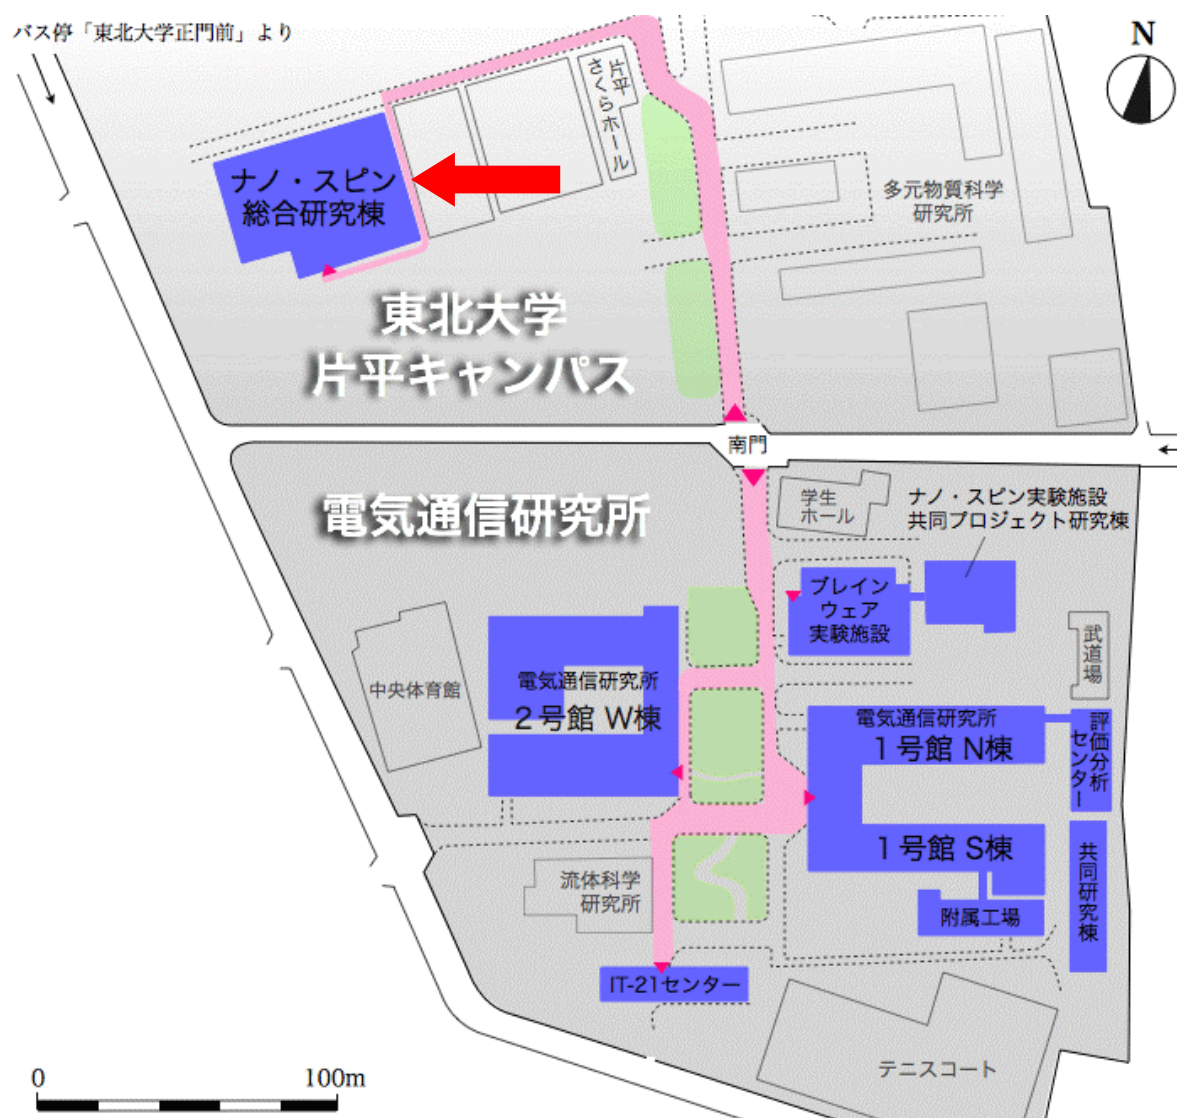 バス停「東北大学正門前」より
N
片平
さくらホール
ナノ・スピン
総合研究棟
多元物質科学
研究所
東北大学
片平キャンパス
南門
電気通信研究所
学生
ホール
ナノ・スピン実験施設
共同プロジェクト研究棟
ブレイン
ウェア
実験施設
武道場
中央体育館
電気通信研究所
2号館 W棟
電気通信研究所
1号館 N棟
評価分析
センター
1号館 S棟
共同研究棟
流体科学
研究所
附属工場
IT-21センター
テニスコート
0
100m